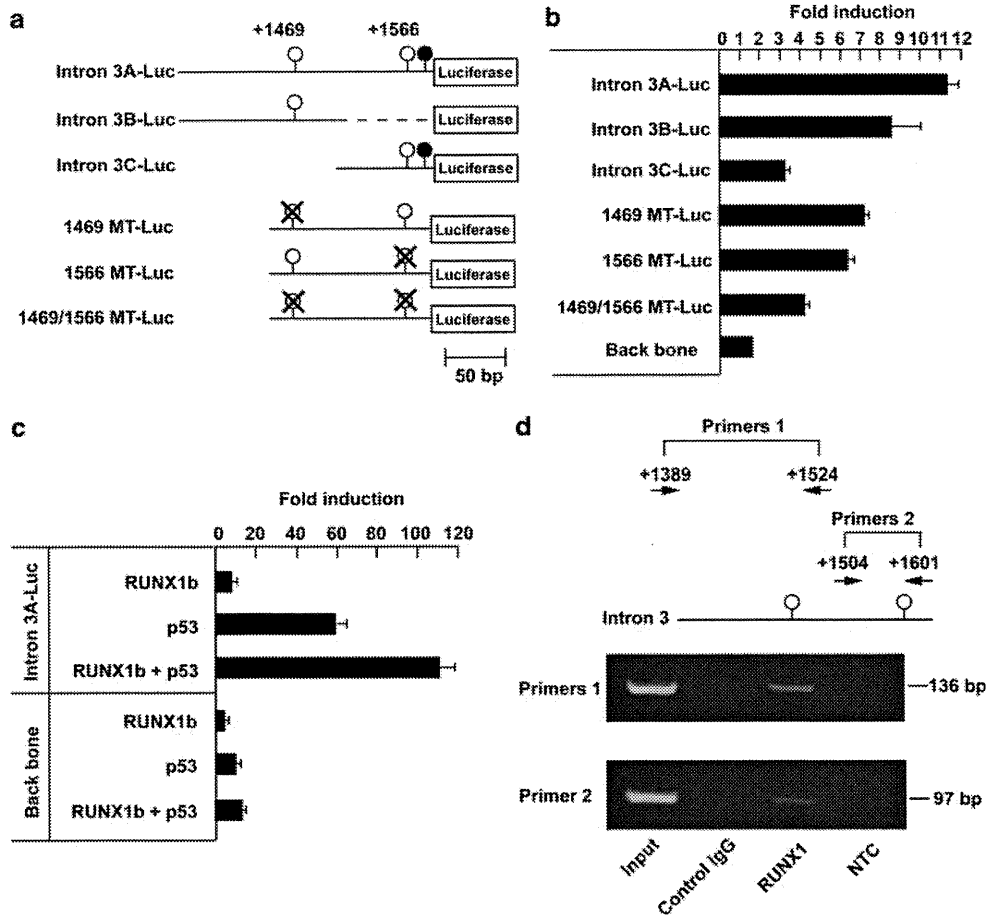 a
+1469
+1566
Intron 3A-Luc
Luciferase
Intron 3B-Luc
Luciferase
Intron 3C-Luc
Luciferase
1469 MT-Luc
Luciferase
1566 MT-Luc
Luciferase
1469/1566 MT-Luc
Luciferase
50 bp
b
Fold induction
0 1 2 3 4 5 6 7 8 9 10 11 12
Intron 3A-Luc
Intron 3B-Luc
Intron 3C-Luc
1469 MT-Luc
1566 MT-Luc
1469/1566 MT-Luc
Back bone
c
Fold induction
0 20 40 60 80 100 120
Intron 3A-Luc
RUNX1b
p53
RUNX1b + p53
Back bone
RUNX1b
p53
RUNX1b + p53
d
Primers 1
+1389
+1524
Primers 2
+1504
+1601
Intron 3
Primers 1
136 bp
Primer 2
97 bp
Input
Control IgG
RUNX1
NTC